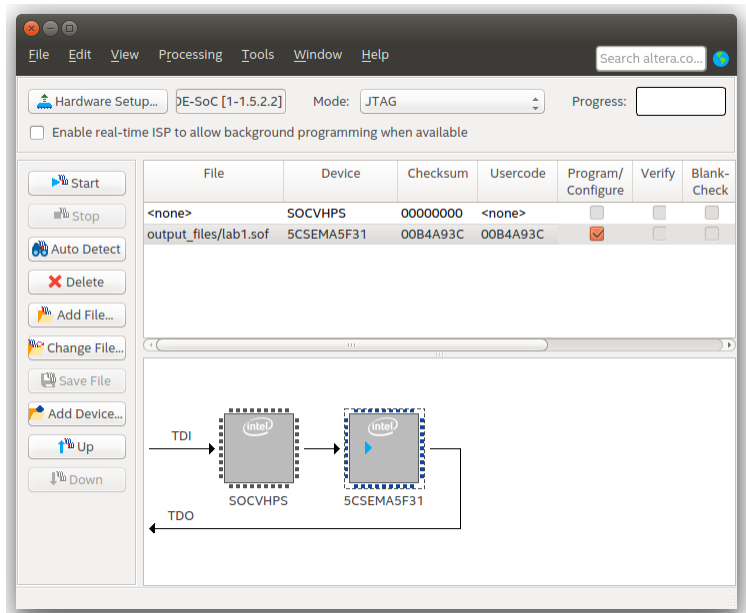 File Edit View Processing Tools Window Help Search altera.co...
Hardware Setup... DE-SoC [1-1.5.2.2] Mode: JTAG Progress:
Enable real-time ISP to allow background programming when available
Start
Stop
Auto Detect
Delete
Add File...
Change File...
Save File
Add Device...
Up
Down
File Device Checksum Usercode Program/ Verify Blank-
Configure Check
<none> SOCVHPS 00000000 <none>
output_files/lab1.sof 5CSEMA5F31 00B4A93C 00B4A93C
TDI
intel
intel
SOCVHPS 5CSEMA5F31
TDO